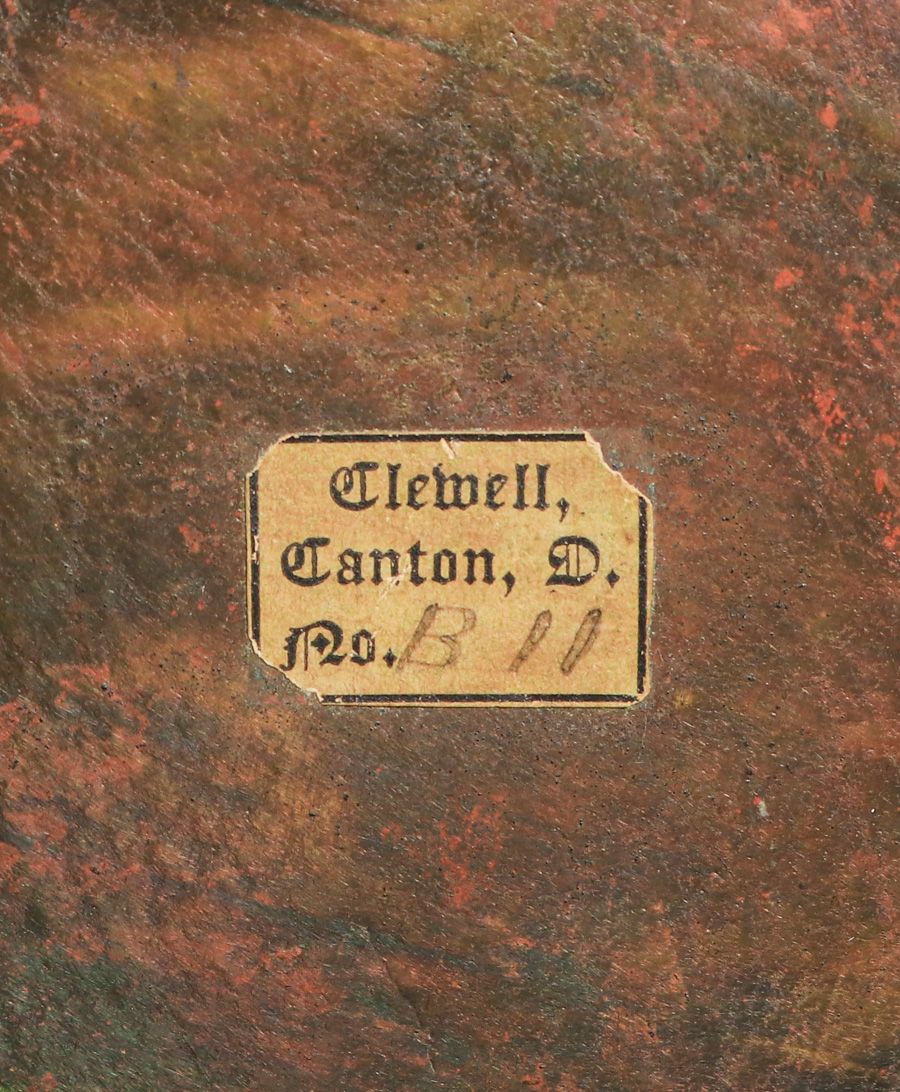 Clewell,
Canton, O.
No. B 11